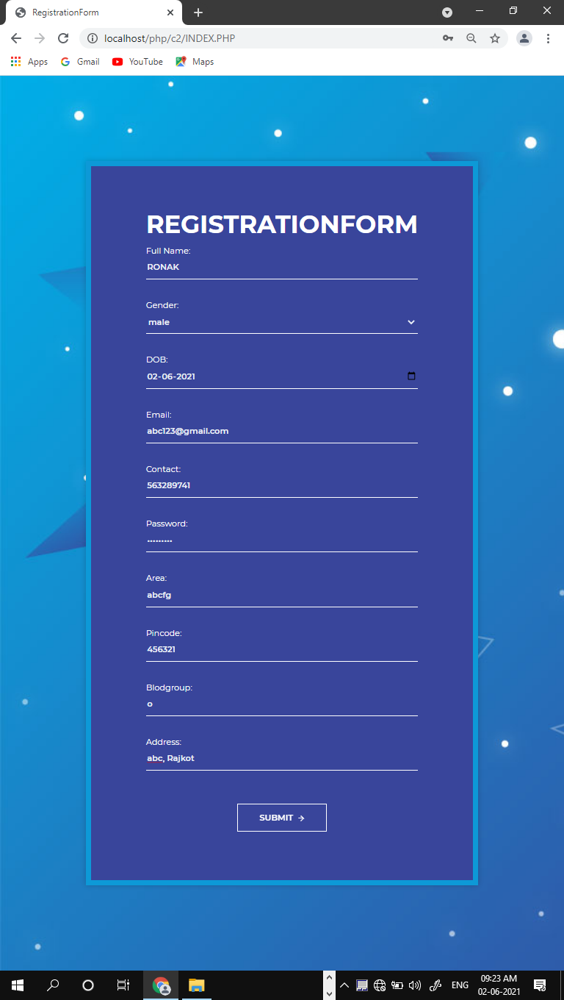 RegistrationForm
localhost/php/c2/INDEX.PHP
Apps Gmail YouTube Maps
REGISTRATIONFORM
Full Name:
RONAK
Gender:
male
DOB:
02-06-2021
Email:
abc123@gmail.com
Contact:
563289741
Password:
•••••••••
Area:
abcfg
Pincode:
456321
Blodgroup:
o
Address:
abc, Rajkot
SUBMIT →
ENG 09:23 AM
02-06-2021